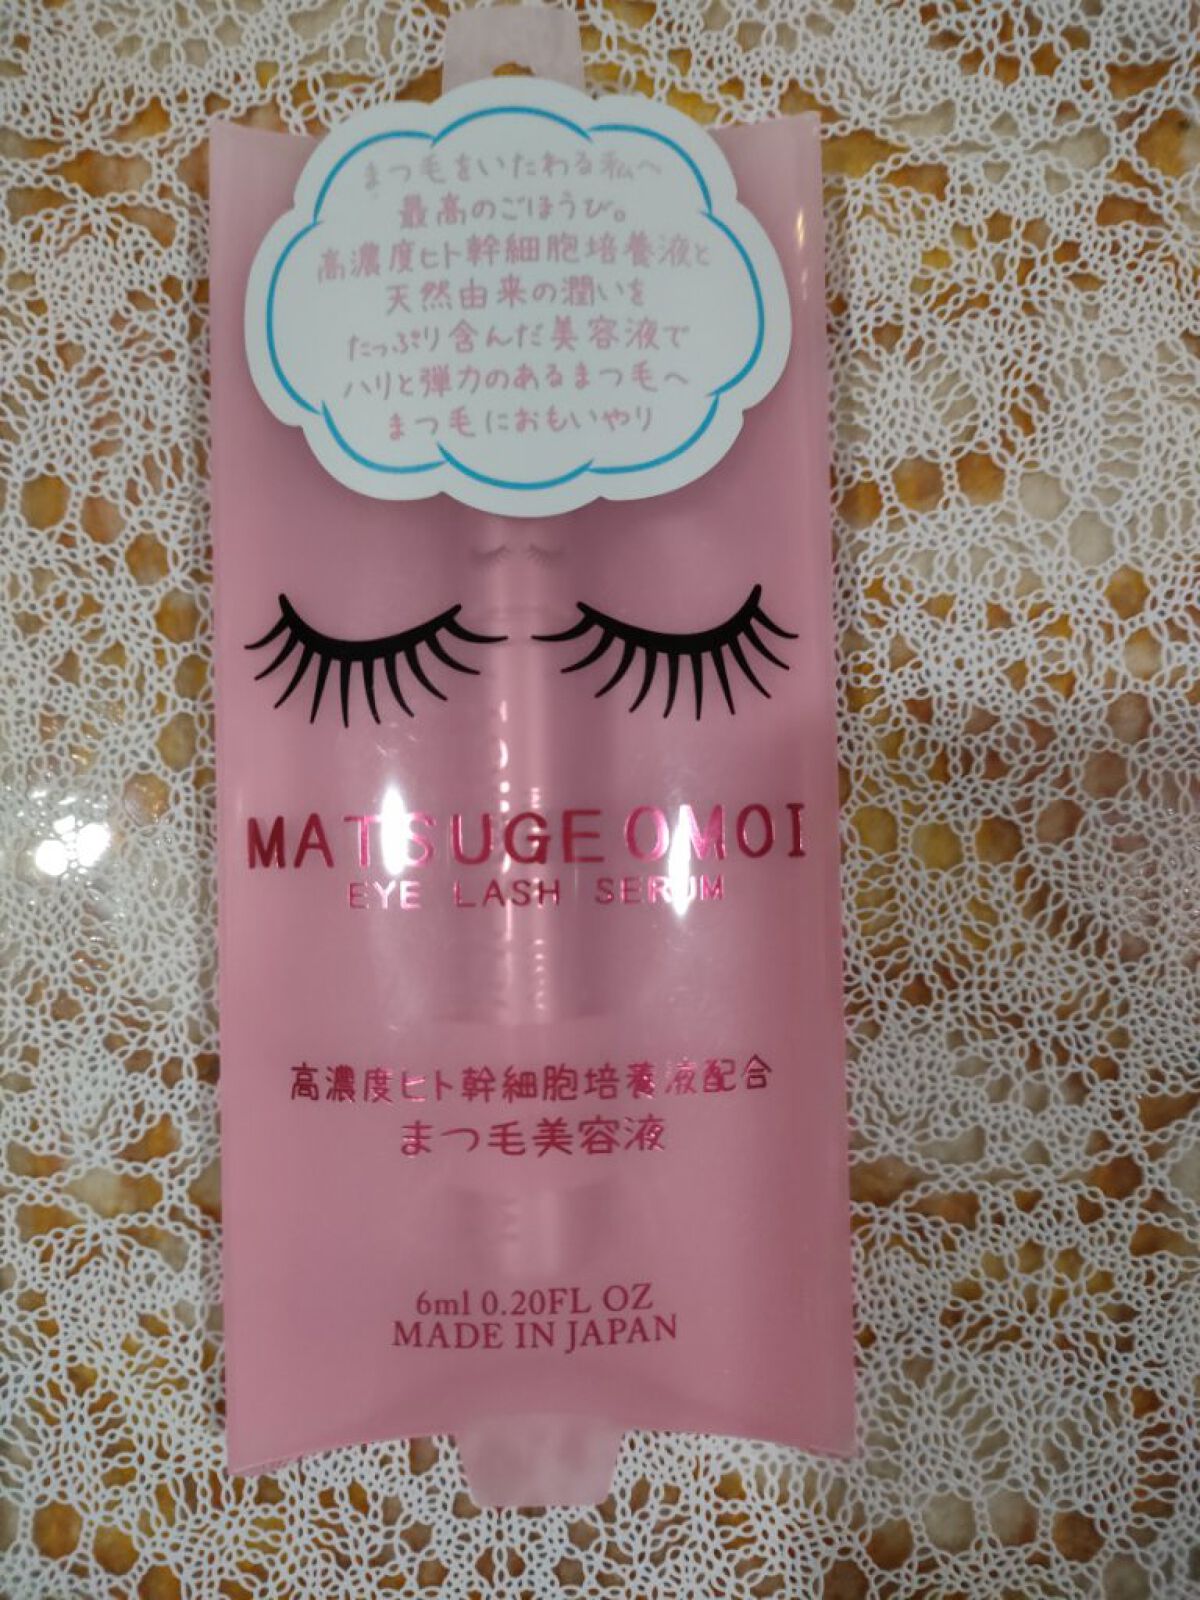 まつ毛をいたわる私へ
最高のごほうび。
高濃度ヒト幹細胞培養液と
天然由来の潤いを
たっぷり含んだ美容液で
ハリと弾力のあるまつ毛へ
まつ毛におもいやり
MATSUGE OMOI
EYE LASH SERUM
高濃度ヒト幹細胞培養液配合
まつ毛美容液
6ml 0.20FL OZ
MADE IN JAPAN